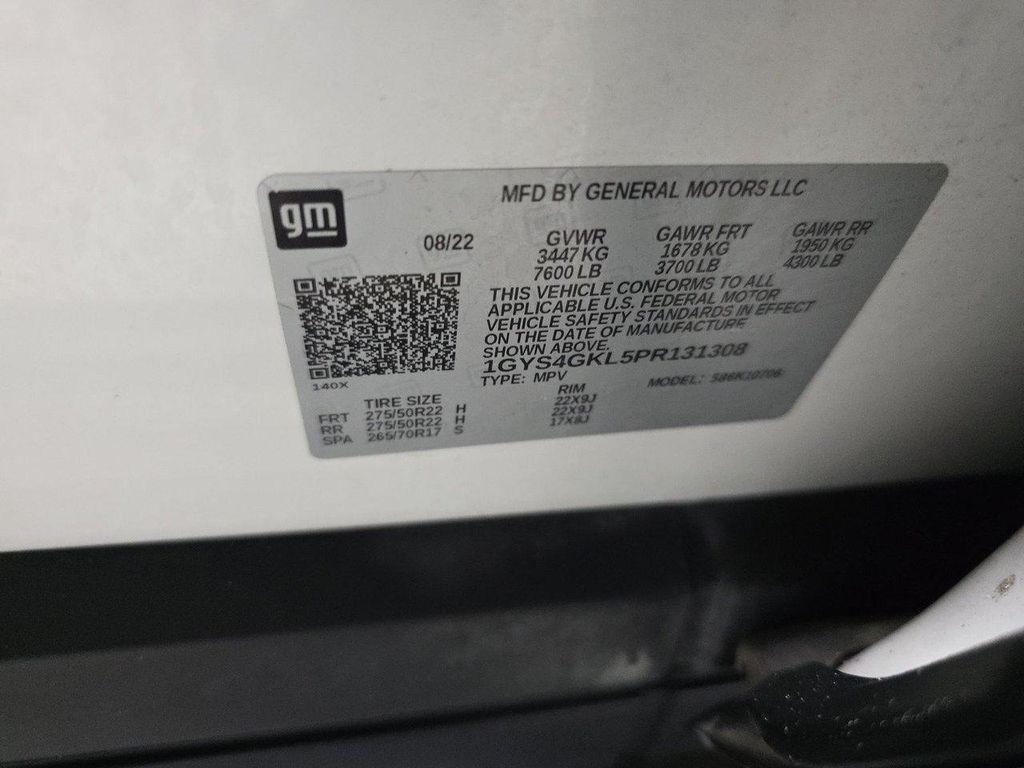 gm
MFD BY GENERAL MOTORS LLC
08/22
GVWR
3447 KG
7600 LB
GAWR FRT
1678 KG
3700 LB
GAWR RR
1950 KG
4300 LB
THIS VEHICLE CONFORMS TO ALL
APPLICABLE U.S. FEDERAL MOTOR
VEHICLE SAFETY STANDARDS IN EFFECT
ON THE DATE OF MANUFACTURE
SHOWN ABOVE.
1GYS4GKL5PR131308
TYPE: MPV
MODEL: 586K10706
140X
TIRE SIZE RIM
FRT 275/50R22 H 22X9J
RR 275/50R22 H 22X9J
SPA 265/70R17 S 17X8J